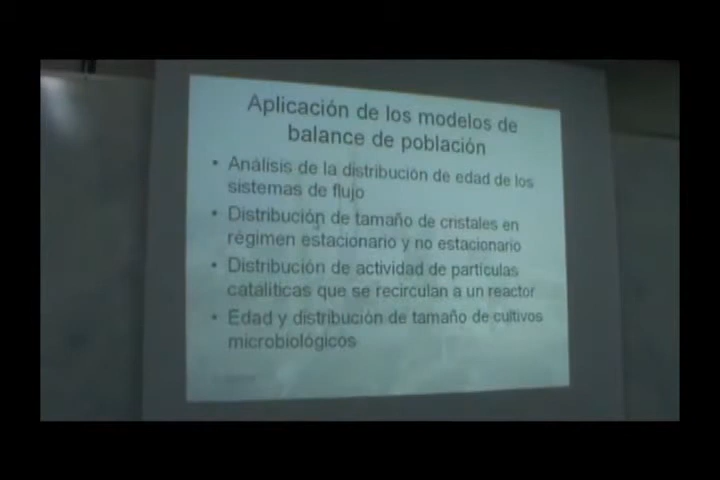 Aplicación de los modelos de
balance de población
• Análisis de la distribución de edad de los
sistemas de flujo
• Distribución de tamaño de cristales en
régimen estacionario y no estacionario
• Distribución de actividad de partículas
catalíticas que se recirculan a un reactor
• Edad y distribución de tamaño de cultivos
microbiológicos